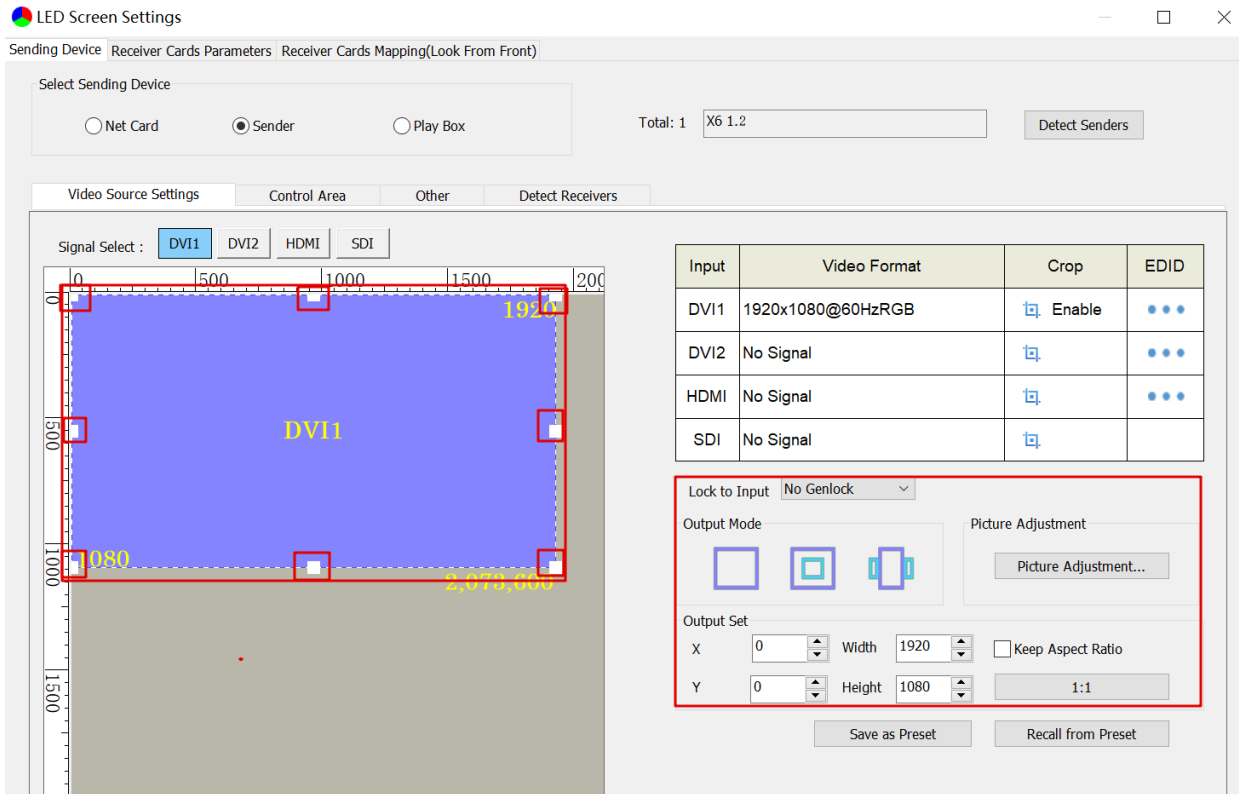 LED Screen Settings
Sending Device Receiver Cards Parameters Receiver Cards Mapping(Look From Front)
Select Sending Device
Net Card Sender Play Box
Total: 1 X6 1.2 Detect Senders
Video Source Settings Control Area Other Detect Receivers
Signal Select : DVI1 DVI2 HDMI SDI
0 500 1000 1500 200
0
500
1000
1500
1920
DVI1
1080
2,073,600
Input Video Format Crop EDID
DVI1 1920x1080@60HzRGB Enable
DVI2 No Signal
HDMI No Signal
SDI No Signal
Lock to Input No Genlock
Output Mode Picture Adjustment
Picture Adjustment...
Output Set
X 0 Width 1920 Keep Aspect Ratio
Y 0 Height 1080 1:1
Save as Preset Recall from Preset